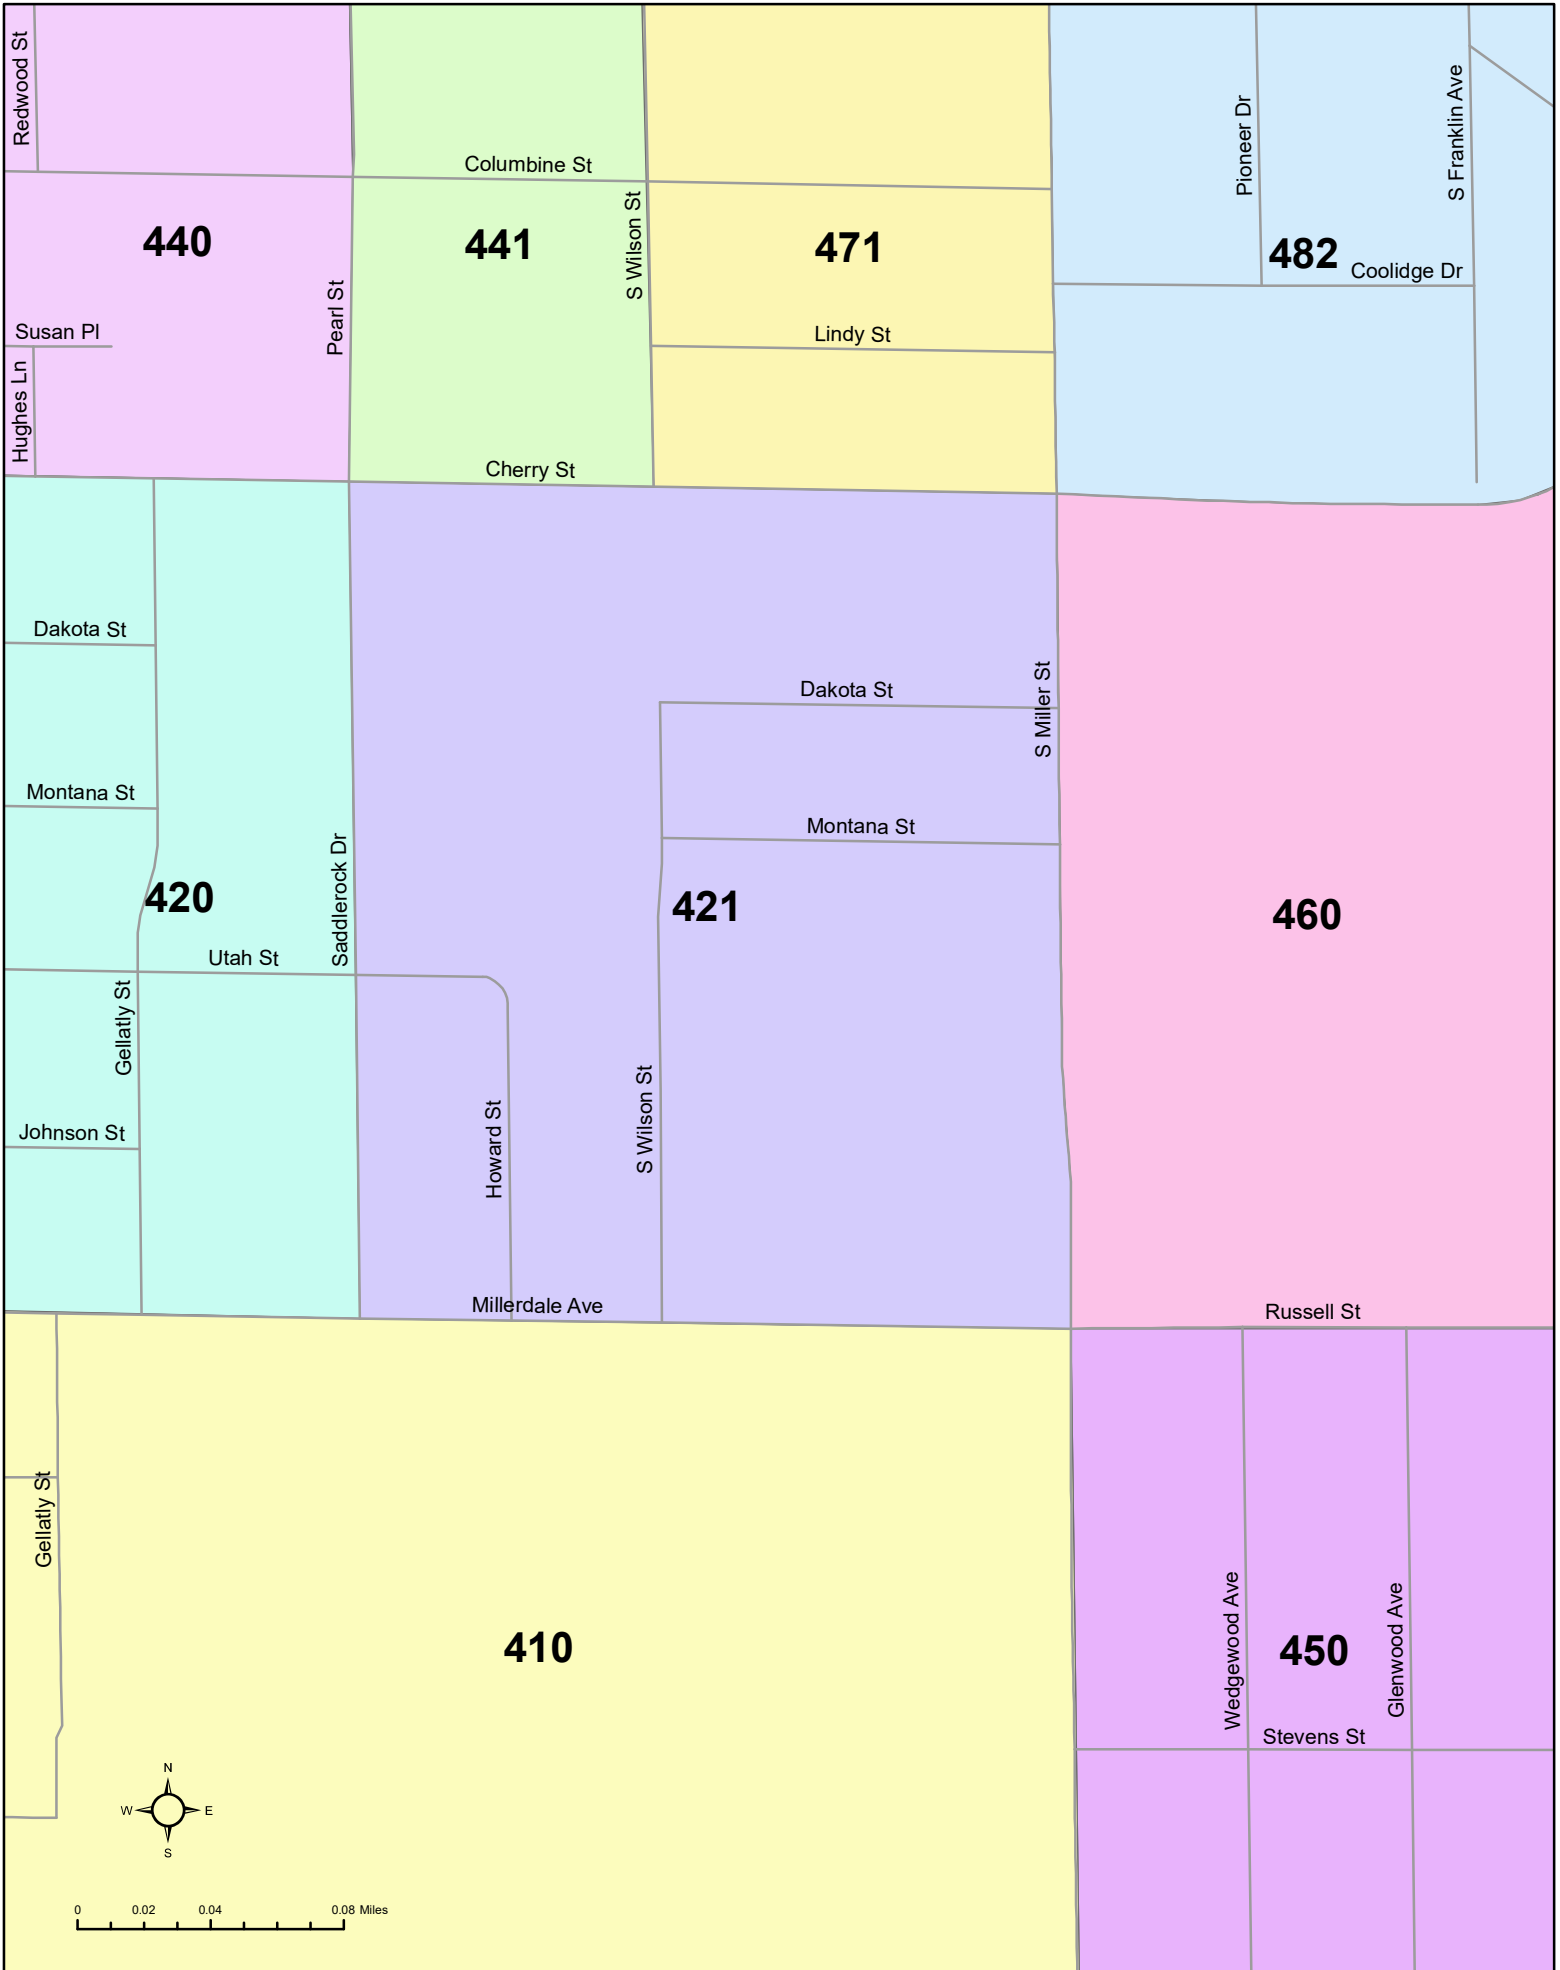 Redwood St
Pioneer Dr
S Franklin Ave
Columbine St
S Wilson St
440
441
471
482
Coolidge Dr
Pearl St
Susan Pl
Lindy St
Hughes Ln
Cherry St
Dakota St
Dakota St
S Miller St
Montana St
Montana St
Saddlerock Dr
420
421
460
Utah St
Gellatly St
S Wilson St
Howard St
Johnson St
Millerdale Ave
Russell St
Gellatly St
Wedgewood Ave
Glenwood Ave
410
450
Stevens St
N
W E
S
0 0.02 0.04 0.08 Miles